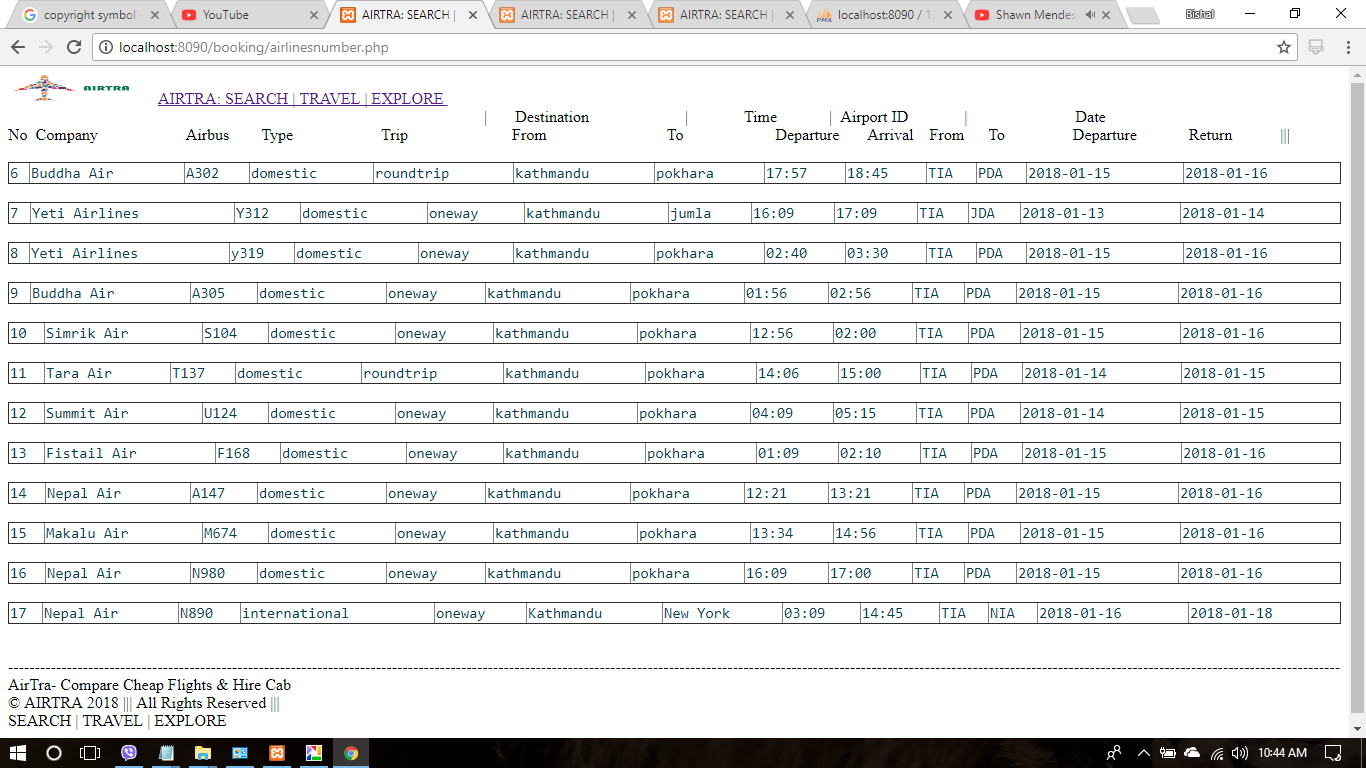 copyright symbol
YouTube
AIRTRA: SEARCH |
AIRTRA: SEARCH |
AIRTRA: SEARCH |
localhost:8090 / 12
Shawn Mendes
Bishal
localhost:8090/booking/airlinesnumber.php
AIRTRA
AIRTRA: SEARCH | TRAVEL | EXPLORE
| Destination | Time | Airport ID | Date
No Company Airbus Type Trip From To Departure Arrival From To Departure Return |||
6 Buddha Air A302 domestic roundtrip kathmandu pokhara 17:57 18:45 TIA PDA 2018-01-15 2018-01-16
7 Yeti Airlines Y312 domestic oneway kathmandu jumla 16:09 17:09 TIA JDA 2018-01-13 2018-01-14
8 Yeti Airlines y319 domestic oneway kathmandu pokhara 02:40 03:30 TIA PDA 2018-01-15 2018-01-16
9 Buddha Air A305 domestic oneway kathmandu pokhara 01:56 02:56 TIA PDA 2018-01-15 2018-01-16
10 Simrik Air S104 domestic oneway kathmandu pokhara 12:56 02:00 TIA PDA 2018-01-15 2018-01-16
11 Tara Air T137 domestic roundtrip kathmandu pokhara 14:06 15:00 TIA PDA 2018-01-14 2018-01-15
12 Summit Air U124 domestic oneway kathmandu pokhara 04:09 05:15 TIA PDA 2018-01-14 2018-01-15
13 Fistail Air F168 domestic oneway kathmandu pokhara 01:09 02:10 TIA PDA 2018-01-15 2018-01-16
14 Nepal Air A147 domestic oneway kathmandu pokhara 12:21 13:21 TIA PDA 2018-01-15 2018-01-16
15 Makalu Air M674 domestic oneway kathmandu pokhara 13:34 14:56 TIA PDA 2018-01-15 2018-01-16
16 Nepal Air N980 domestic oneway kathmandu pokhara 16:09 17:00 TIA PDA 2018-01-15 2018-01-16
17 Nepal Air N890 international oneway Kathmandu New York 03:09 14:45 TIA NIA 2018-01-16 2018-01-18
AirTra- Compare Cheap Flights & Hire Cab
© AIRTRA 2018 ||| All Rights Reserved |||
SEARCH | TRAVEL | EXPLORE
10:44 AM